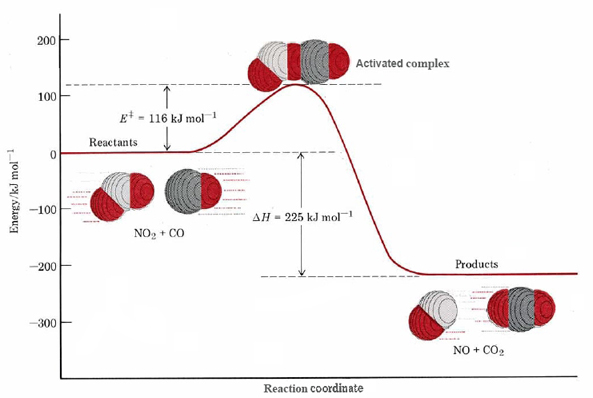 200
100
0
−100
−200
−300
Energy/kJ mol⁻¹
Activated complex
E‡ = 116 kJ mol⁻¹
Reactants
NO₂ + CO
ΔH = 225 kJ mol⁻¹
Products
NO + CO₂
Reaction coordinate